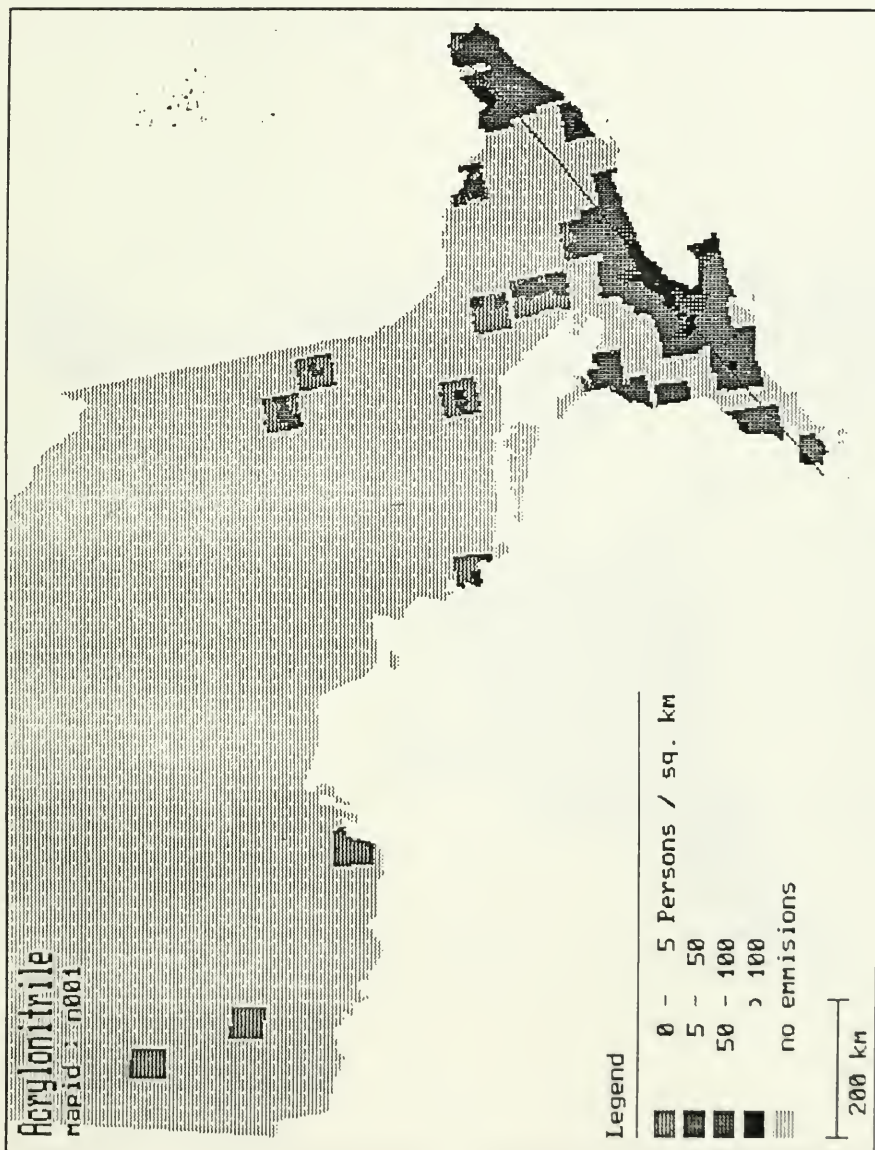 Acrylonitrile
Mapid : n001
Legend
0 - 5 Persons / sq. km
5 - 50
50 - 100
> 100
no emmisions
200 km